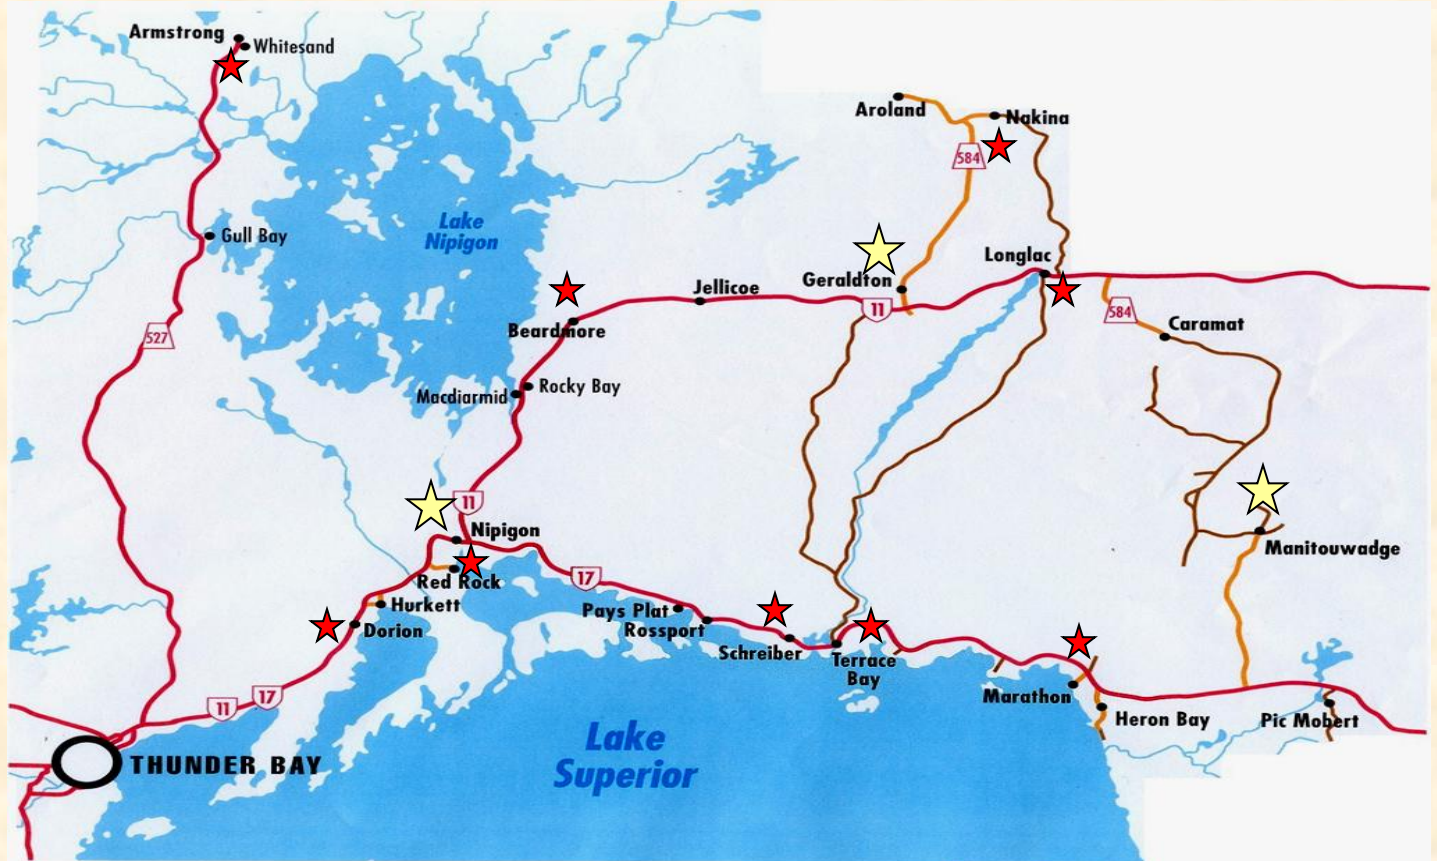 Armstrong
Whitesand
Aroland
Nakina
584
Lake
Nipigon
Gull Bay
Longlac
Geraldton
Jellicoe
11
584
Caramat
527
Beardmore
Rocky Bay
Macdiarmid
11
Nipigon
Manitouwadge
17
Red Rock
Hurkett
Pays Plat
Rossport
Dorion
Schreiber
Terrace
Bay
Marathon
Heron Bay
Pic Mobert
11
17
Lake
Superior
THUNDER BAY